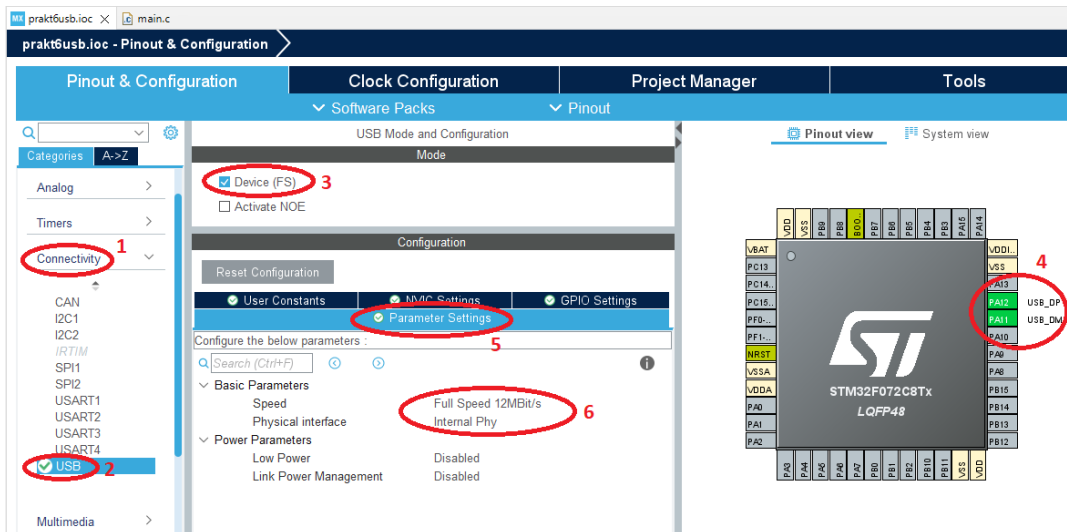 MX prakt6usb.ioc
main.c
prakt6usb.ioc - Pinout & Configuration
Pinout & Configuration
Clock Configuration
Project Manager
Tools
Software Packs
Pinout
Categories
A->Z
Analog
Timers
Connectivity
1
CAN
I2C1
I2C2
IRTIM
SPI1
SPI2
USART1
USART2
USART3
USART4
USB
2
Multimedia
USB Mode and Configuration
Mode
Device (FS)
3
Activate NOE
Configuration
Reset Configuration
User Constants
NVIC Settings
GPIO Settings
Parameter Settings
5
Configure the below parameters :
Search (Ctrl+F)
Basic Parameters
Speed Full Speed 12MBit/s
Physical interface Internal Phy
6
Power Parameters
Low Power Disabled
Link Power Management Disabled
Pinout view
System view
VDD
VSS
PB9
PB8
BOO..
PB7
PB6
PB5
PB4
PB3
PA15
PA14
VBAT
PC13
PC14..
PC15..
PF0-..
PF1-..
NRST
VSSA
VDDA
PA0
PA1
PA2
STM32F072C8Tx
LQFP48
VDDI..
VSS
PA13
PA12 USB_DP
PA11 USB_DM
4
PA10
PA9
PA8
PB15
PB14
PB13
PB12
PA3
PA4
PA5
PA6
PA7
PB0
PB1
PB2
PB10
PB11
VSS
VDD